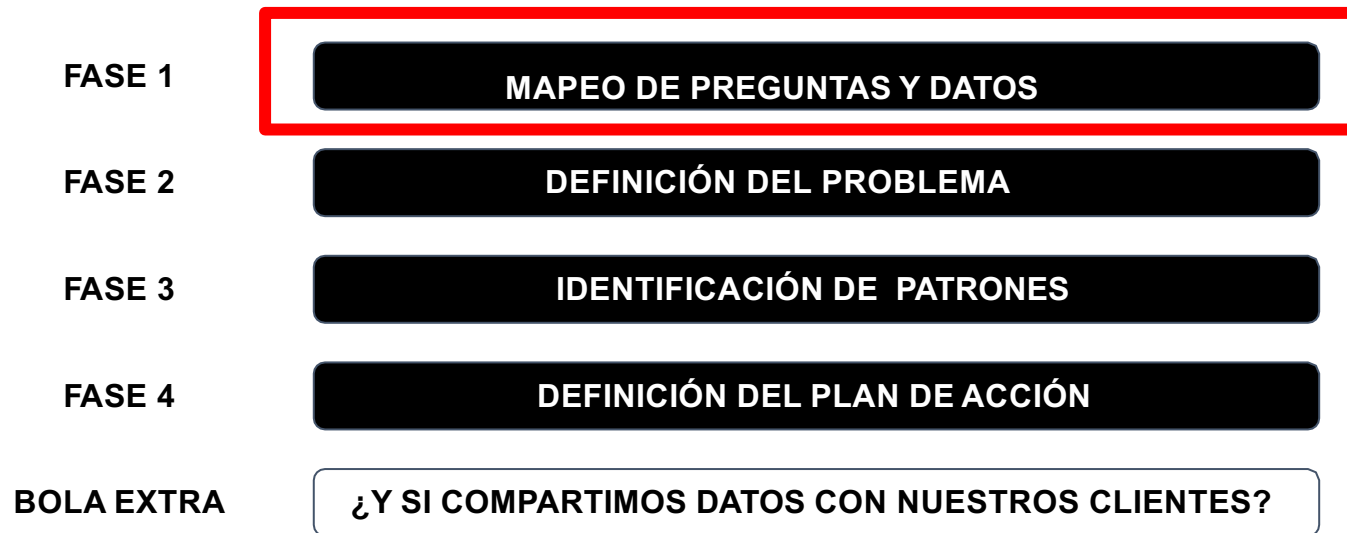 FASE 1
MAPEO DE PREGUNTAS Y DATOS
FASE 2
DEFINICIÓN DEL PROBLEMA
FASE 3
IDENTIFICACIÓN DE PATRONES
FASE 4
DEFINICIÓN DEL PLAN DE ACCIÓN
BOLA EXTRA
¿Y SI COMPARTIMOS DATOS CON NUESTROS CLIENTES?